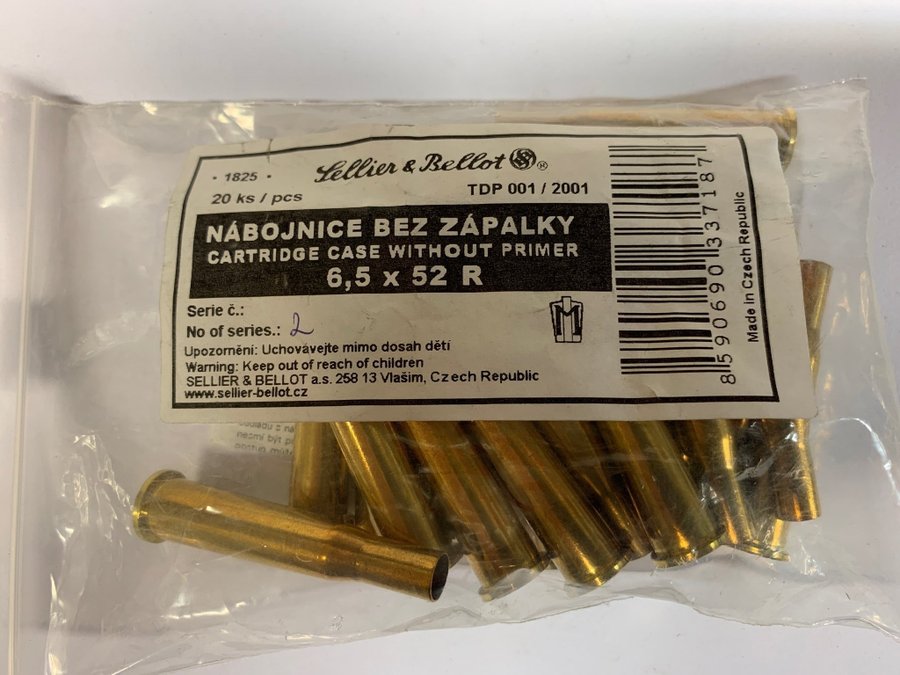 • 1825 •
Sellier & Bellot
20 ks / pcs
TDP 001 / 2001
NÁBOJNICE BEZ ZÁPALKY
CARTRIDGE CASE WITHOUT PRIMER
6,5 x 52 R
Serie č.:
No of series.: 2
Upozornění: Uchovávejte mimo dosah dětí
Warning: Keep out of reach of children
SELLIER & BELLOT a.s. 258 13 Vlašim, Czech Republic
www.sellier-bellot.cz
8 590690 337187
Made in Czech Republic
nesmí být